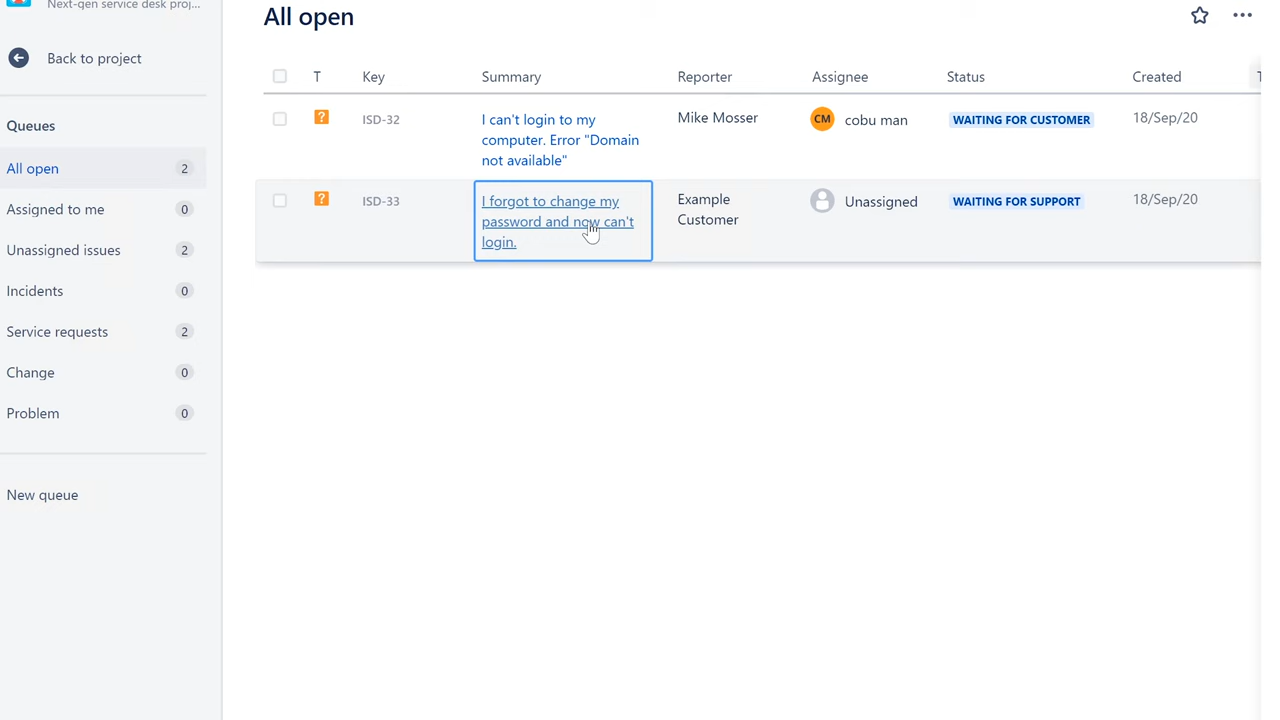 Next-gen service desk proj...
All open
Back to project
T Key Summary Reporter Assignee Status Created
Queues
? ISD-32 I can't login to my Mike Mosser CM cobu man WAITING FOR CUSTOMER 18/Sep/20
computer. Error "Domain
not available"
All open 2
? ISD-33 I forgot to change my Example Unassigned WAITING FOR SUPPORT 18/Sep/20
password and now can't Customer
login.
Assigned to me 0
Unassigned issues 2
Incidents 0
Service requests 2
Change 0
Problem 0
New queue